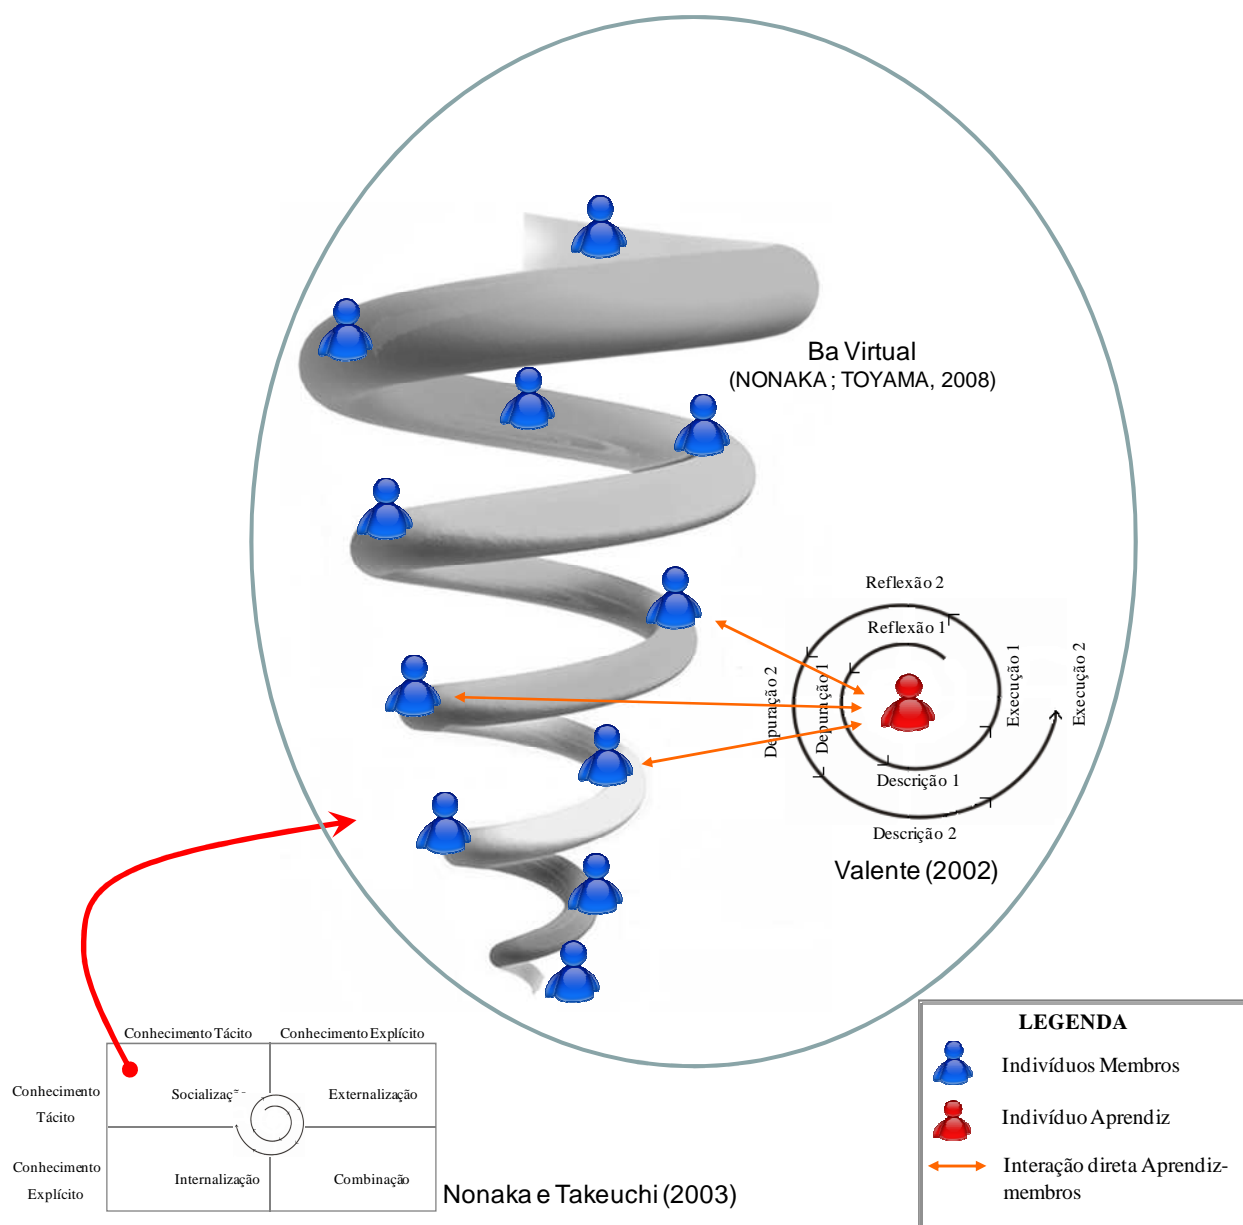 Ba Virtual
(NONAKA ; TOYAMA, 2008)
Reflexão 2
Reflexão 1
Depuração 2
Depuração 1
Execução 1
Execução 2
Descrição 1
Descrição 2
Valente (2002)
Conhecimento Tácito
Conhecimento Explícito
Conhecimento
Tácito
Socialização
Externalização
Conhecimento
Explícito
Internalização
Combinação
Nonaka e Takeuchi (2003)
LEGENDA
Indivíduos Membros
Indivíduo Aprendiz
Interação direta Aprendiz-
membros